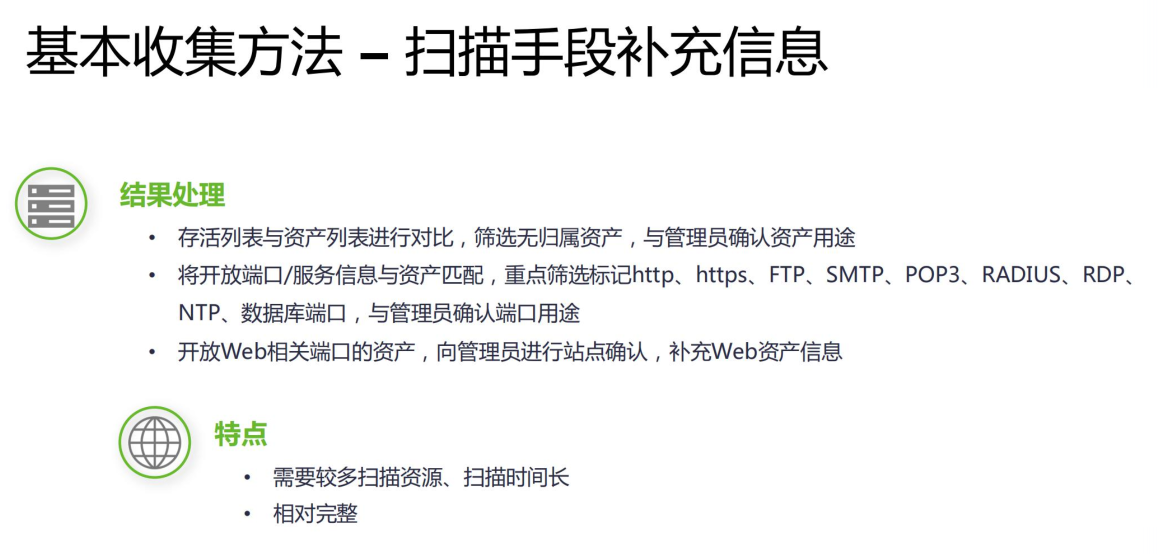 基本收集方法 – 扫描手段补充信息
结果处理
• 存活列表与资产列表进行对比，筛选无归属资产，与管理员确认资产用途
• 将开放端口/服务信息与资产匹配，重点筛选标记http、https、FTP、SMTP、POP3、RADIUS、RDP、
NTP、数据库端口，与管理员确认端口用途
• 开放Web相关端口的资产，向管理员进行站点确认，补充Web资产信息
特点
• 需要较多扫描资源、扫描时间长
• 相对完整